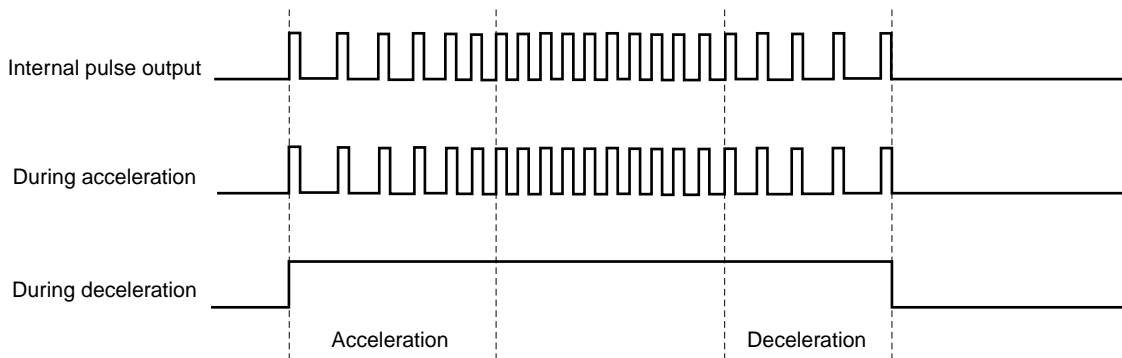 Internal pulse output
During acceleration
During deceleration
Acceleration
Deceleration